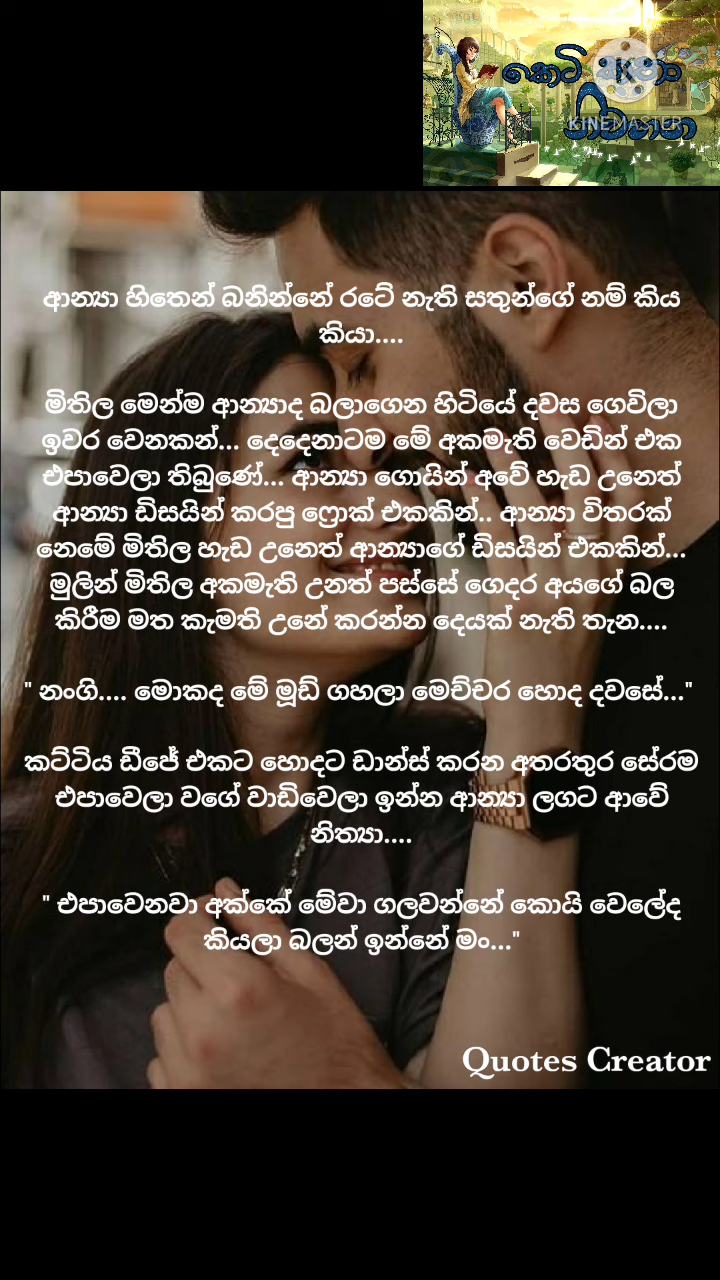 කෙටි
KINEMASTER
ආන්‍යා හිතෙන් බනින්නේ රටේ නැති සතුන්ගේ නම් කිය
කියා....
මිතිල මෙන්ම ආන්‍යාද බලාගෙන හිටියේ දවස ගෙවිලා
ඉවර වෙනකන්... දෙදෙනාටම මේ අකමැති වෙඩින් එක
එපාවෙලා තිබුණේ... ආන්‍යා ගොයින් අවේ හැඩ උනෙත්
ආන්‍යා ඩිසයින් කරපු ෆ්‍රොක් එකකින්.. ආන්‍යා විතරක්
නෙමේ මිතිල හැඩ උනෙත් ආන්‍යාගේ ඩිසයින් එකකින්...
මුලින් මිතිල අකමැති උනත් පස්සේ ගෙදර අයගේ බල
කිරීම මත කැමති උනේ කරන්න දෙයක් නැති තැන....
" නංගි.... මොකද මේ මූඩ් ගහලා මෙච්චර හොද දවසේ..."
කට්ටිය ඩීජේ එකට හොදට ඩාන්ස් කරන අතරතුර සේරම
එපාවෙලා වගේ වාඩිවෙලා ඉන්න ආන්‍යා ලගට ආවේ
නිත්‍යා....
" එපාවෙනවා අක්කේ මේවා ගලවන්නේ කොයි වෙලේද
කියලා බලන් ඉන්නේ මං..."
Quotes Creator